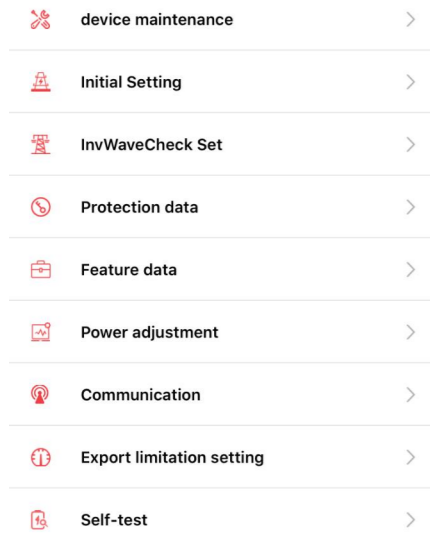 device maintenance
Initial Setting
InvWaveCheck Set
Protection data
Feature data
Power adjustment
Communication
Export limitation setting
Self-test